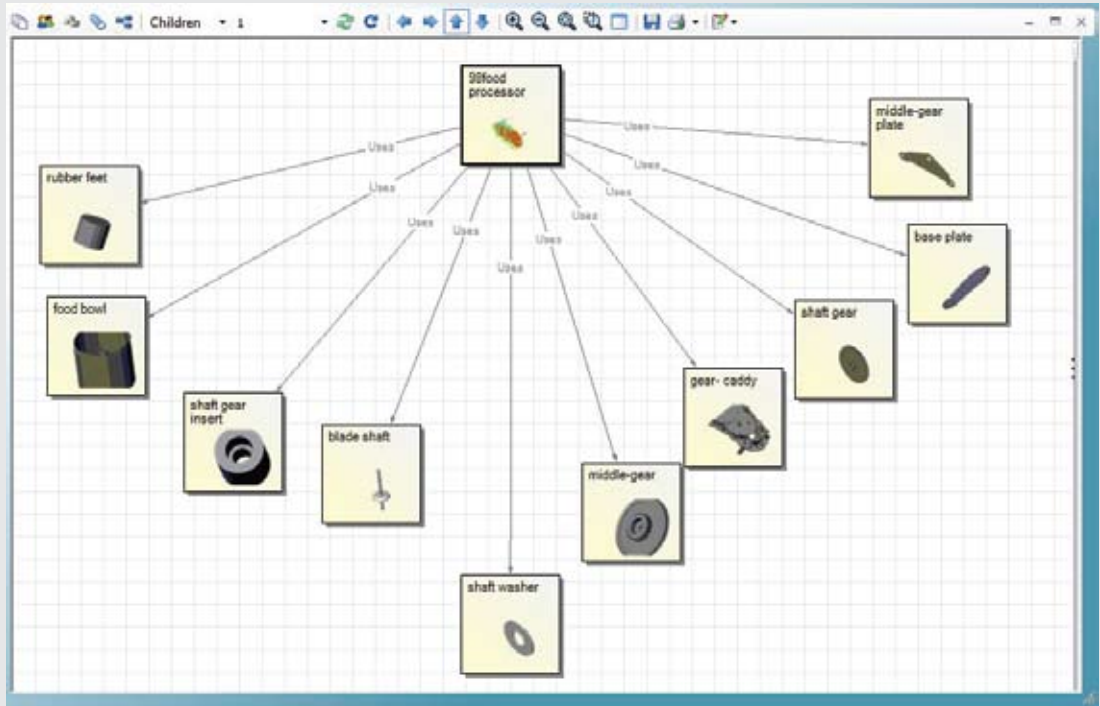 Children 1
98food
processor
middle-gear
plate
rubber feet
base plate
food bowl
shaft gear
gear- caddy
shaft gear
insert
blade shaft
middle-gear
shaft washer
Uses
Uses
Uses
Uses
Uses
Uses
Uses
Uses
Uses
Uses